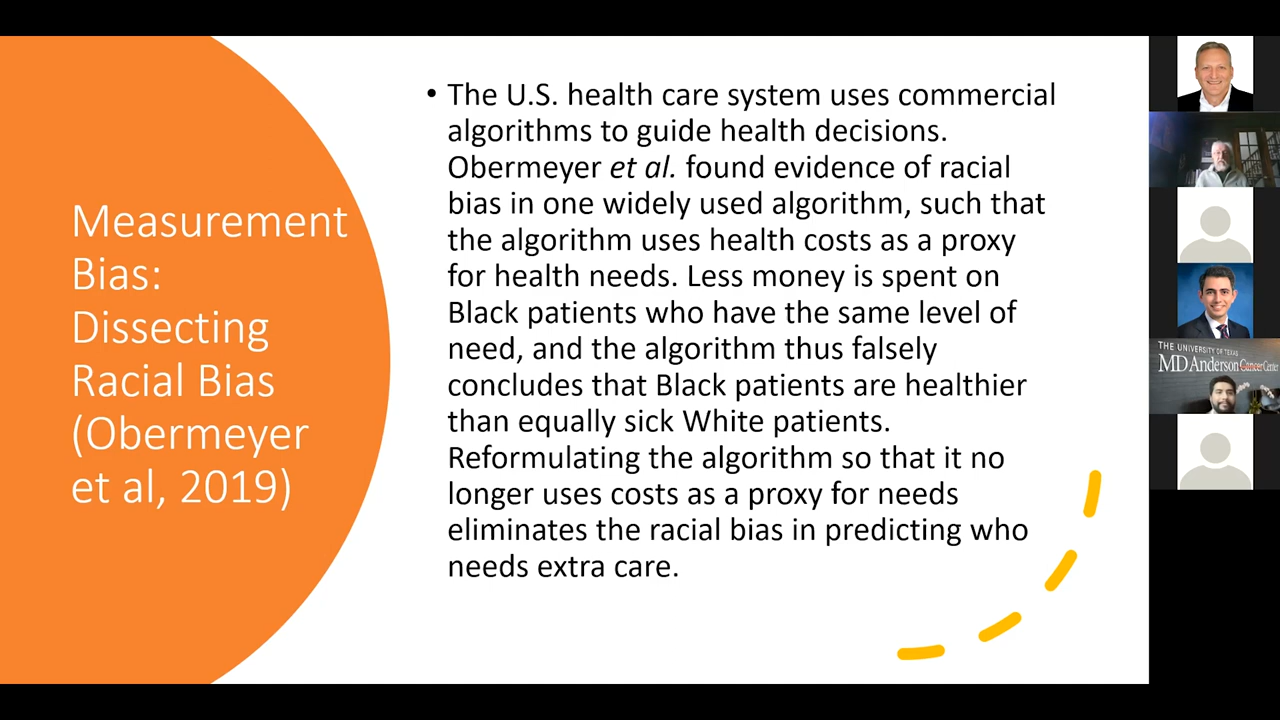 Measurement
Bias:
Dissecting
Racial Bias
(Obermeyer
et al, 2019)
• The U.S. health care system uses commercial
algorithms to guide health decisions.
Obermeyer et al. found evidence of racial
bias in one widely used algorithm, such that
the algorithm uses health costs as a proxy
for health needs. Less money is spent on
Black patients who have the same level of
need, and the algorithm thus falsely
concludes that Black patients are healthier
than equally sick White patients.
Reformulating the algorithm so that it no
longer uses costs as a proxy for needs
eliminates the racial bias in predicting who
needs extra care.
THE UNIVERSITY OF TEXAS
MD Anderson Cancer Center